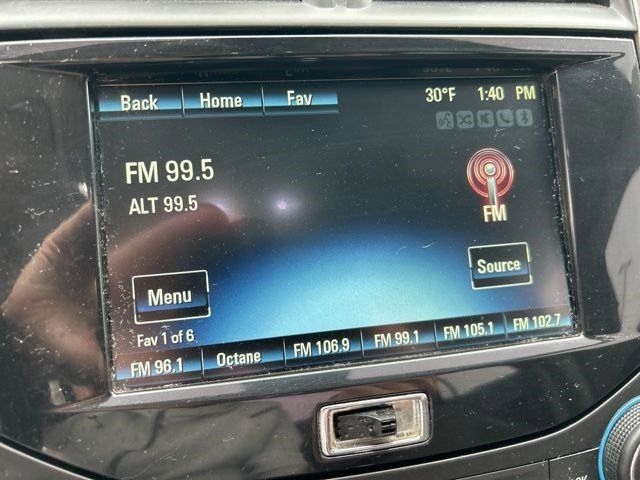 Back Home Fav 30°F 1:40 PM
FM 99.5
ALT 99.5
FM
Menu Source
Fav 1 of 6
FM 96.1 Octane FM 106.9 FM 99.1 FM 105.1 FM 102.7